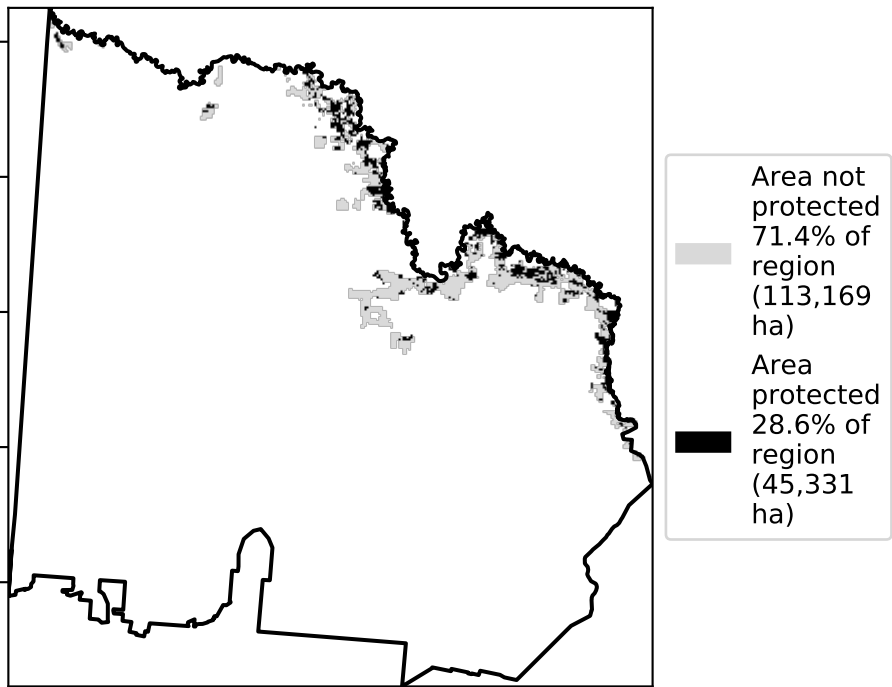 Area not
protected
71.4% of
region
(113,169
ha)
Area
protected
28.6% of
region
(45,331
ha)